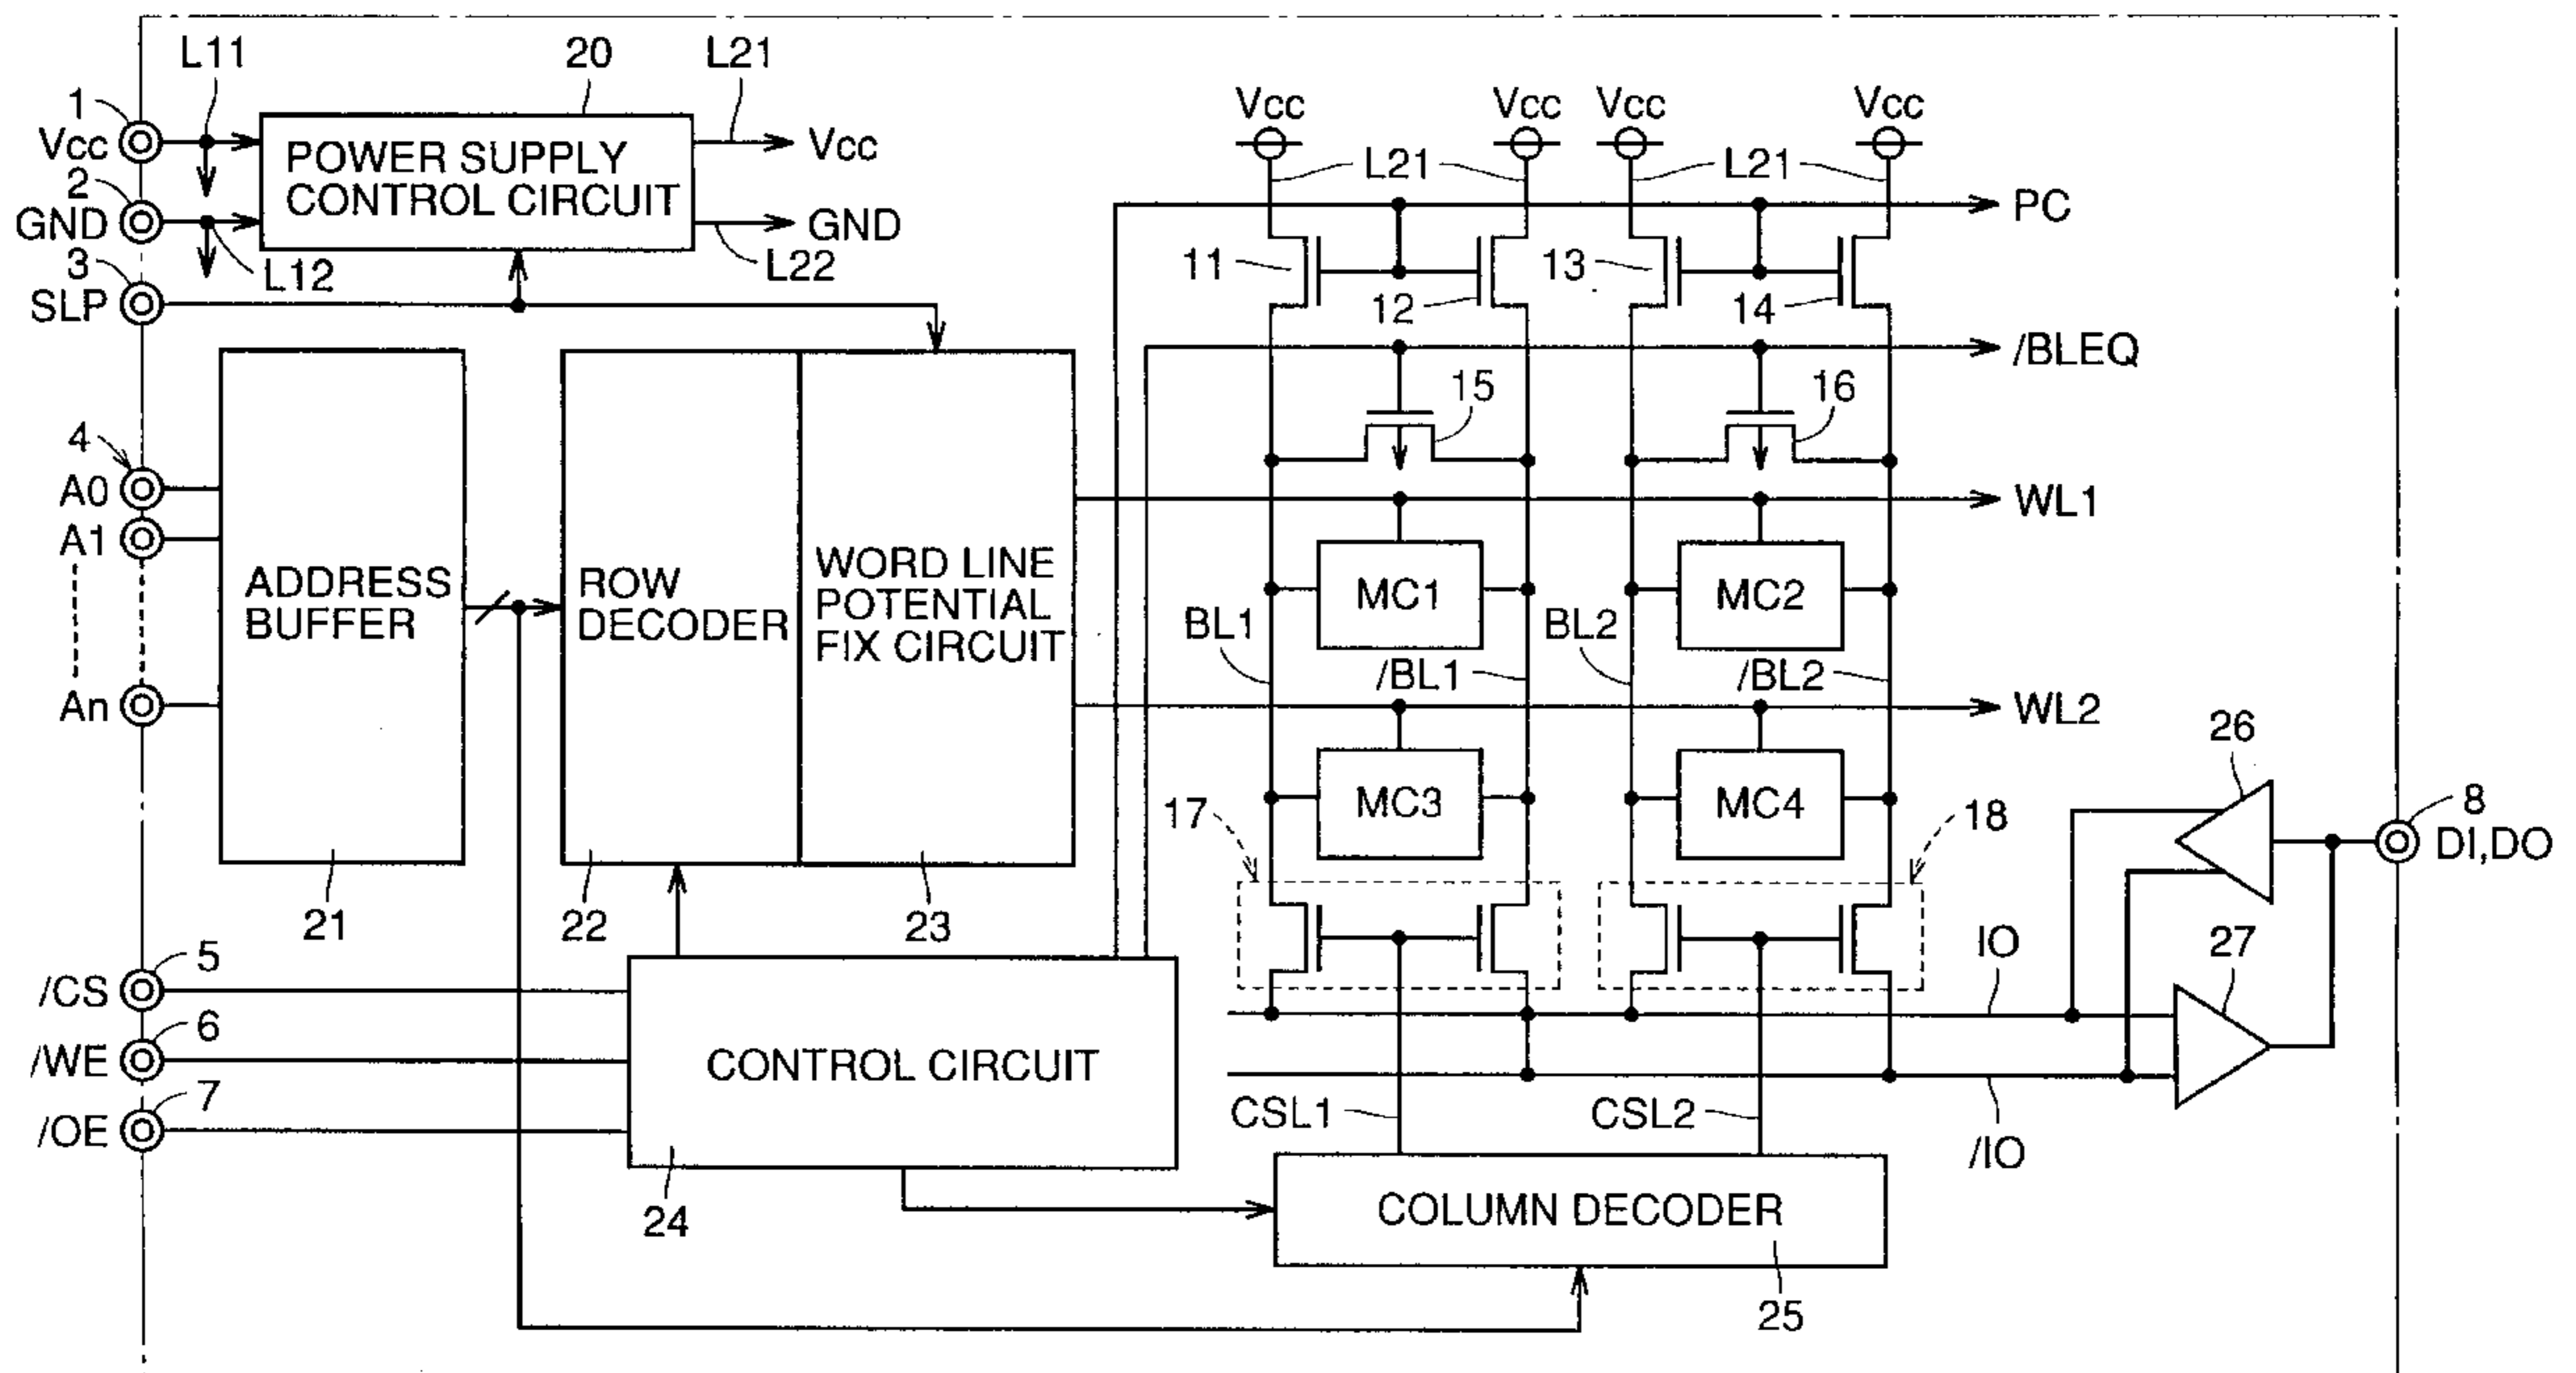 L11
20
L21
1
Vcc
POWER SUPPLY
CONTROL CIRCUIT
Vcc
2
GND
GND
L12
L22
3
SLP
Vcc
Vcc
Vcc
Vcc
L21
L21
PC
11
12
13
14
/BLEQ
15
16
4
A0
A1
An
ADDRESS
BUFFER
ROW
DECODER
WORD LINE
POTENTIAL
FIX CIRCUIT
WL1
MC1
MC2
BL1
/BL1
BL2
/BL2
WL2
MC3
MC4
17
18
26
8
DI,DO
21
22
23
5
/CS
6
/WE
7
/OE
CONTROL CIRCUIT
24
IO
27
CSL1
CSL2
/IO
COLUMN DECODER
25